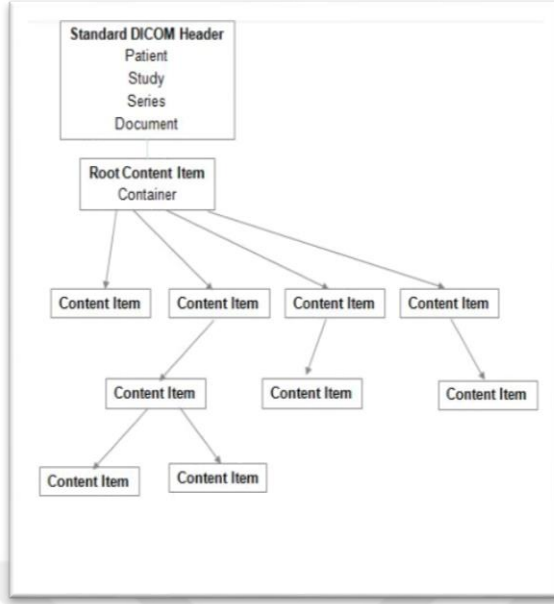 Standard DICOM Header
Patient
Study
Series
Document
Root Content Item
Container
Content Item
Content Item
Content Item
Content Item
Content Item
Content Item
Content Item
Content Item
Content Item